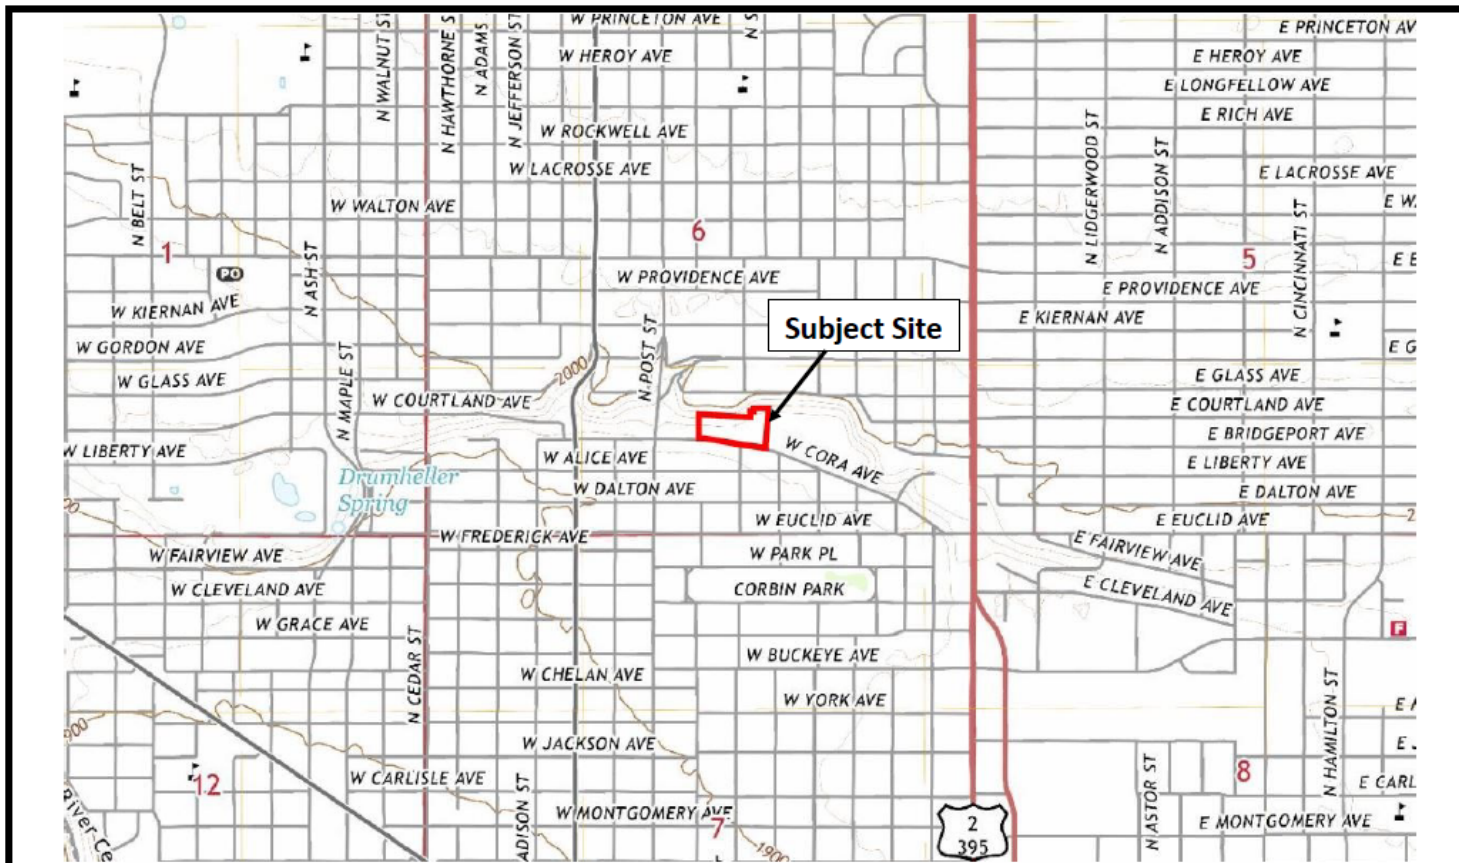 W PRINCETON AVE
E PRINCETON AV
N WALNUT ST
N HAWTHORNE S
N ADAMS
N JEFFERSON ST
N S
W HEROY AVE
E HEROY AVE
E LONGFELLOW AVE
E RICH AVE
W ROCKWELL AVE
N LIDGERWOOD ST
N ADDISON ST
W LACROSSE AVE
E LACROSSE AVE
N BELT ST
W WALTON AVE
E W
N CINCINNATI ST
6
1
5
E E
PO
N ASH ST
W PROVIDENCE AVE
E PROVIDENCE AVE
W KIERNAN AVE
E KIERNAN AVE
Subject Site
N POST ST
W GORDON AVE
E G
N MAPLE ST
2000
W GLASS AVE
E GLASS AVE
W COURTLAND AVE
E COURTLAND AVE
E BRIDGEPORT AVE
W LIBERTY AVE
W ALICE AVE
W CORA AVE
E LIBERTY AVE
Drumheller
Spring
W DALTON AVE
E DALTON AVE
W EUCLID AVE
E EUCLID AVE
2
W FREDERICK AVE
W FAIRVIEW AVE
W PARK PL
E FAIRVIEW AVE
W CLEVELAND AVE
CORBIN PARK
E CLEVELAND AVE
W GRACE AVE
F
N CEDAR ST
W BUCKEYE AVE
W CHELAN AVE
W YORK AVE
N HAMILTON ST
900
W JACKSON AVE
E J
12
W CARLISLE AVE
N ASTOR ST
8
E CARL
River Ce
ADISON ST
W MONTGOMERY AVE
7
1900
2
395
E MONTGOMERY AVE